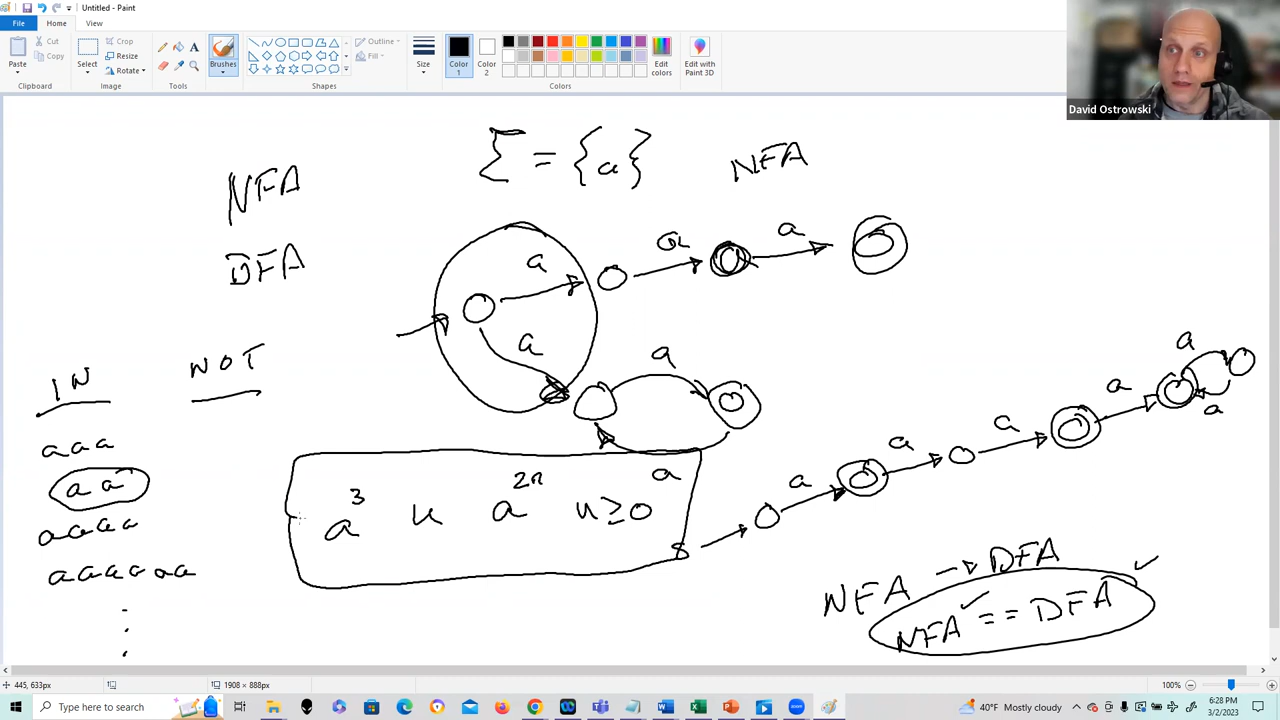 Untitled - Paint
File Home View
Paste
Cut
Copy
Clipboard
Select
Crop
Resize
Rotate
Image
Tools
Brushes
Outline
Fill
Shapes
Size
Color 1
Color 2
Edit colors
Edit with Paint 3D
Colors
David Ostrowski
Σ = {a}
NFA
NFA
DFA
a
a
a
a
a
a
IN
NOT
aaa
aa
aaaa
aaaaaa
a³ u a²ⁿ n≥0
a
a
a
a
a
a
NFA → DFA
NFA == DFA
445, 633px
1908 × 888px
100%
Type here to search
40°F Mostly cloudy
6:28 PM
3/2/2023